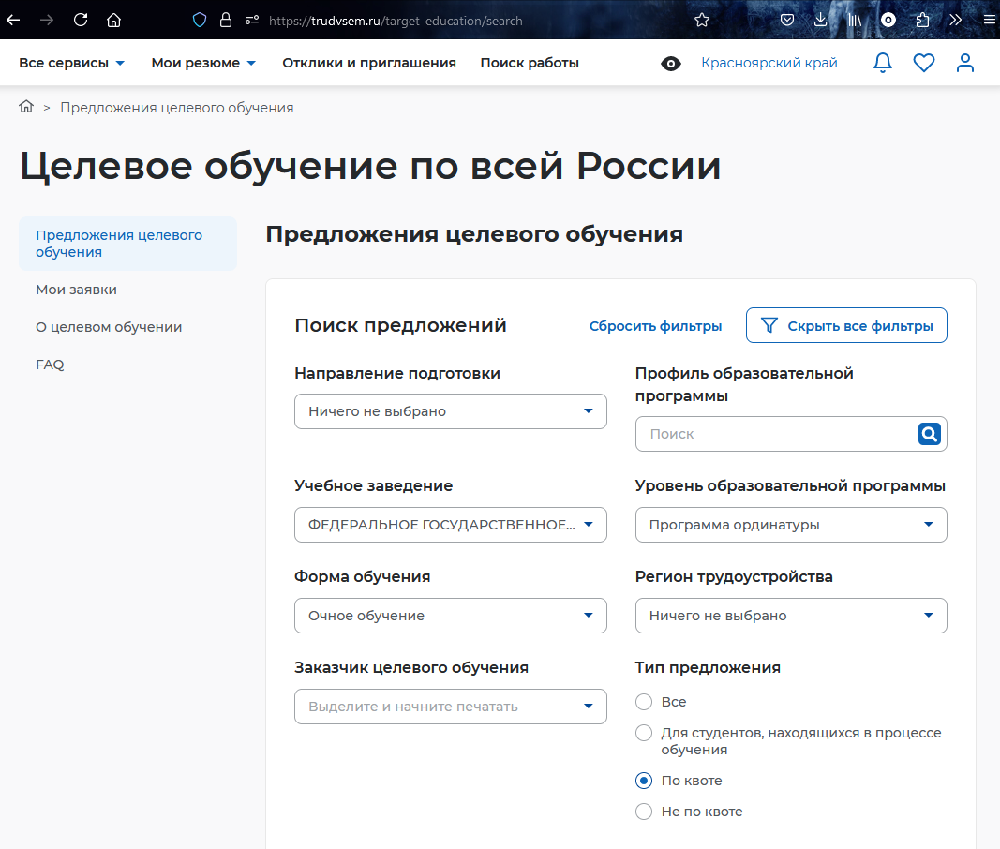 https://trudvsem.ru/target-education/search
Все сервисы Мои резюме Отклики и приглашения Поиск работы Красноярский край
> Предложения целевого обучения
Целевое обучение по всей России
Предложения целевого
обучения
Мои заявки
О целевом обучении
FAQ
Предложения целевого обучения
Поиск предложений Сбросить фильтры Скрыть все фильтры
Направление подготовки
Ничего не выбрано
Профиль образовательной
программы
Поиск
Учебное заведение
ФЕДЕРАЛЬНОЕ ГОСУДАРСТВЕННОЕ...
Уровень образовательной программы
Программа ординатуры
Форма обучения
Очное обучение
Регион трудоустройства
Ничего не выбрано
Заказчик целевого обучения
Выделите и начните печатать
Тип предложения
Все
Для студентов, находящихся в процессе
обучения
По квоте
Не по квоте